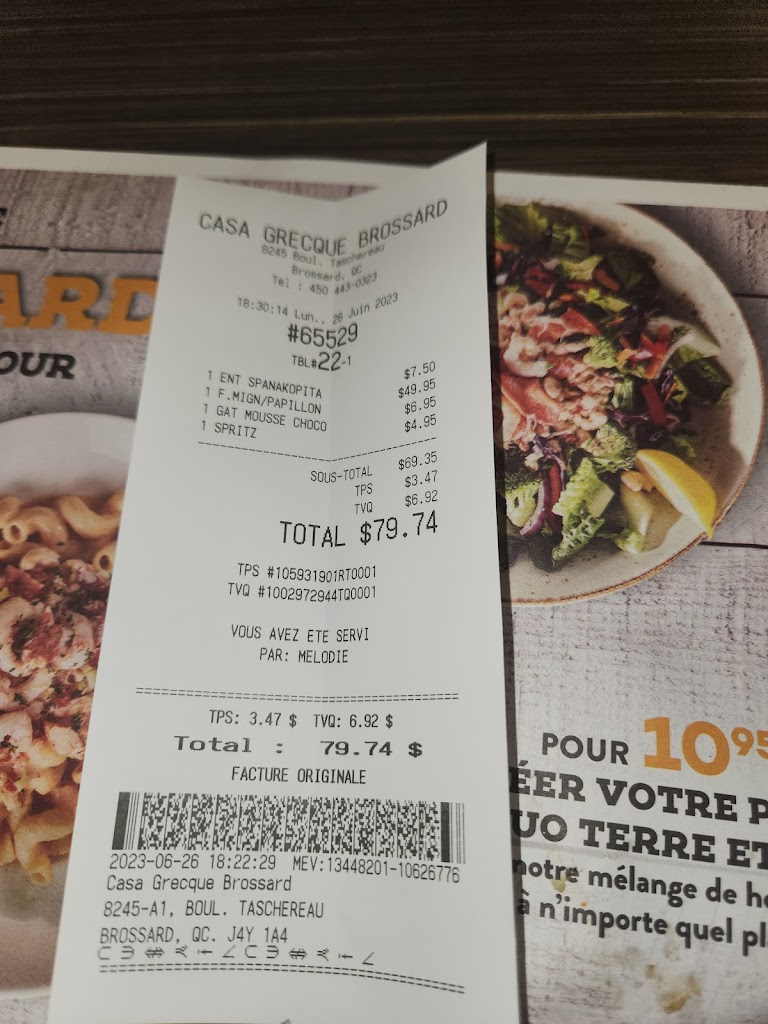 CASA GRECQUE BROSSARD
8245 Boul. Taschereau
Brossard, QC
Tel : 450 443-0323
18:30:14 Lun., 26 Juin 2023
#65529
TBL#22-1
1 ENT SPANAKOPITA $7.50
1 F.MIGN/PAPILLON $49.95
1 GAT MOUSSE CHOCO $6.95
1 SPRITZ $4.95
SOUS-TOTAL $69.35
TPS $3.47
TVQ $6.92
TOTAL $79.74
TPS #105931901RT0001
TVQ #1002972944TQ0001
VOUS AVEZ ETE SERVI
PAR: MELODIE
TPS: 3.47 $ TVQ: 6.92 $
Total : 79.74 $
FACTURE ORIGINALE
2023-06-26 18:22:29 MEV:13448201-10626776
Casa Grecque Brossard
8245-A1, BOUL. TASCHEREAU
BROSSARD, QC. J4Y 1A4
ARD
OUR
POUR 10 95
ÉER VOTRE P
UO TERRE ET
notre mélange de h
à n'importe quel pl